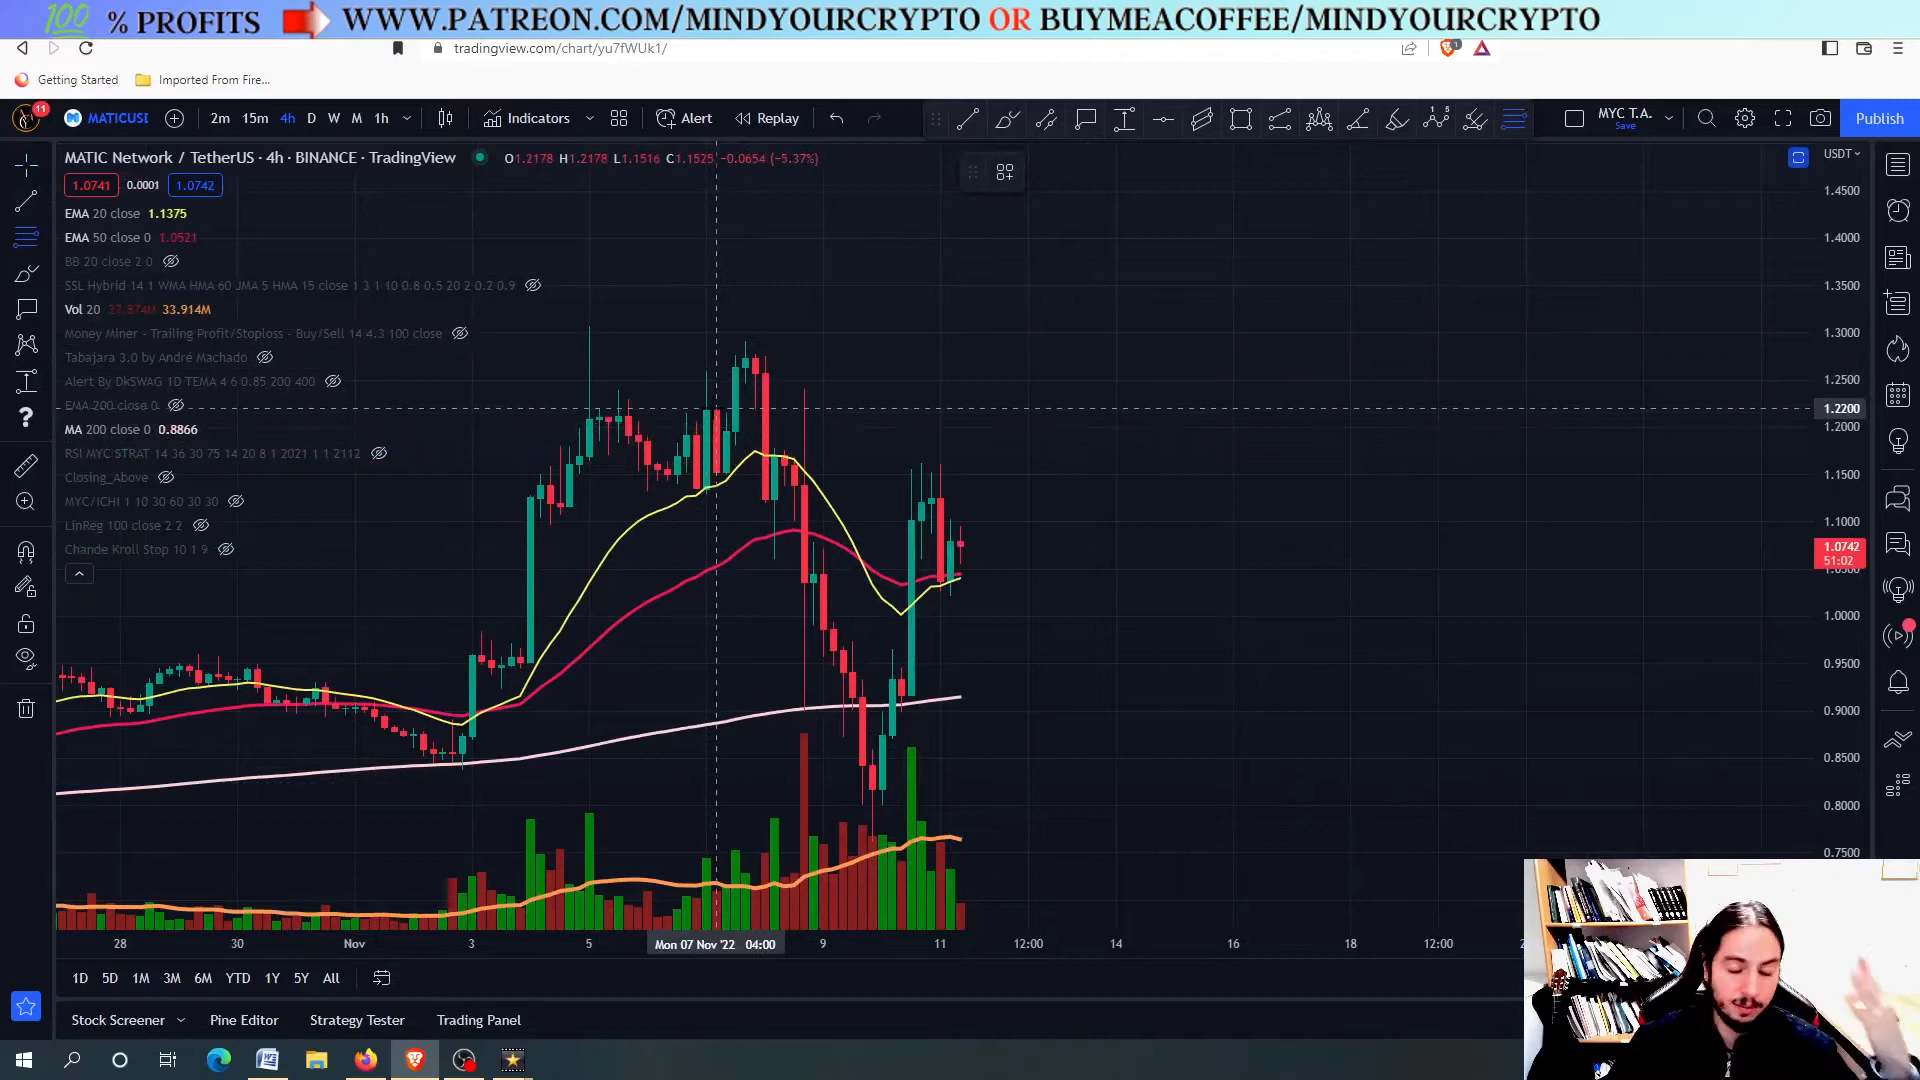 100 % PROFITS WWW.PATREON.COM/MINDYOURCRYPTO OR BUYMEACOFFEE/MINDYOURCRYPTO
tradingview.com/chart/yu7fWUk1/
1
Getting Started Imported From Fire...
11 MATICUSI 2m 15m 4h D W M 1h Indicators Alert Replay MYC T.A. Save Publish
MATIC Network / TetherUS · 4h · BINANCE · TradingView O1.2178 H1.2178 L1.1516 C1.1525 −0.0654 (−5.37%) USDT
1.0741 0.0001 1.0742
EMA 20 close 1.1375
EMA 50 close 0 1.0521
BB 20 close 2 0
SSL Hybrid 14 1 WMA HMA 60 JMA 5 HMA 15 close 1 3 1 10 0.8 0.5 20 2 0.2 0.9
Vol 20 27.874M 33.914M
Money Miner - Trailing Profit/Stoploss - Buy/Sell 14 4.3 100 close
Tabajara 3.0 by André Machado
Alert By DkSWAG 1D TEMA 4 6 0.85 200 400
EMA 200 close 0
MA 200 close 0 0.8866
RSI MYC STRAT 14 36 30 75 14 20 8 1 2021 1 1 2112
Closing_Above
MYC/ICHI 1 10 30 60 30 30
LinReg 100 close 2 2
Chande Kroll Stop 10 1 9
1.4500
1.4000
1.3500
1.3000
1.2500
1.2200
1.2000
1.1500
1.1000
1.0742
51:02
1.0500
1.0000
0.9500
0.9000
0.8500
0.8000
0.7500
28 30 Nov 3 5 Mon 07 Nov '22 04:00 9 11 12:00 14 16 18 12:00
1D 5D 1M 3M 6M YTD 1Y 5Y All
Stock Screener Pine Editor Strategy Tester Trading Panel